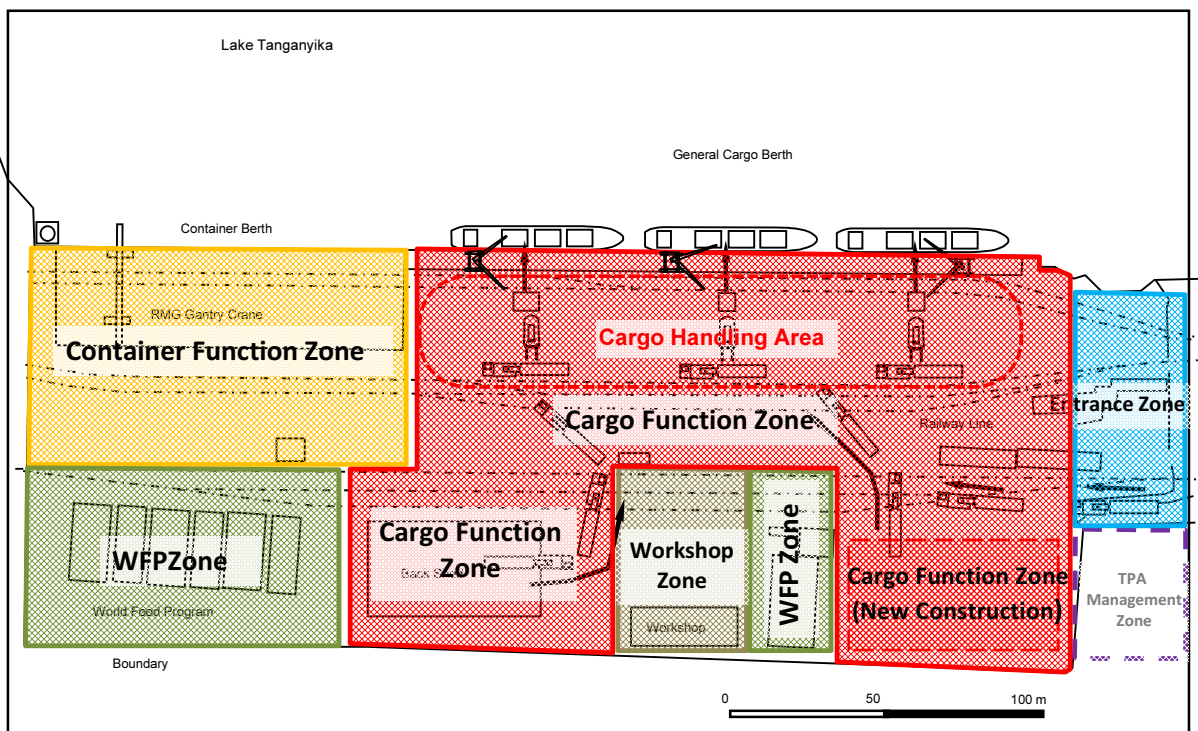 Lake Tanganyika
General Cargo Berth
Container Berth
RMG Gantry Crane
Container Function Zone
Cargo Handling Area
Cargo Function Zone
Railway Line
Entrance Zone
WFPZone
World Food Program
Cargo Function
Zone
Workshop
Zone
Workshop
WFP Zone
Cargo Function Zone
(New Construction)
TPA
Management
Zone
Boundary
0 50 100 m